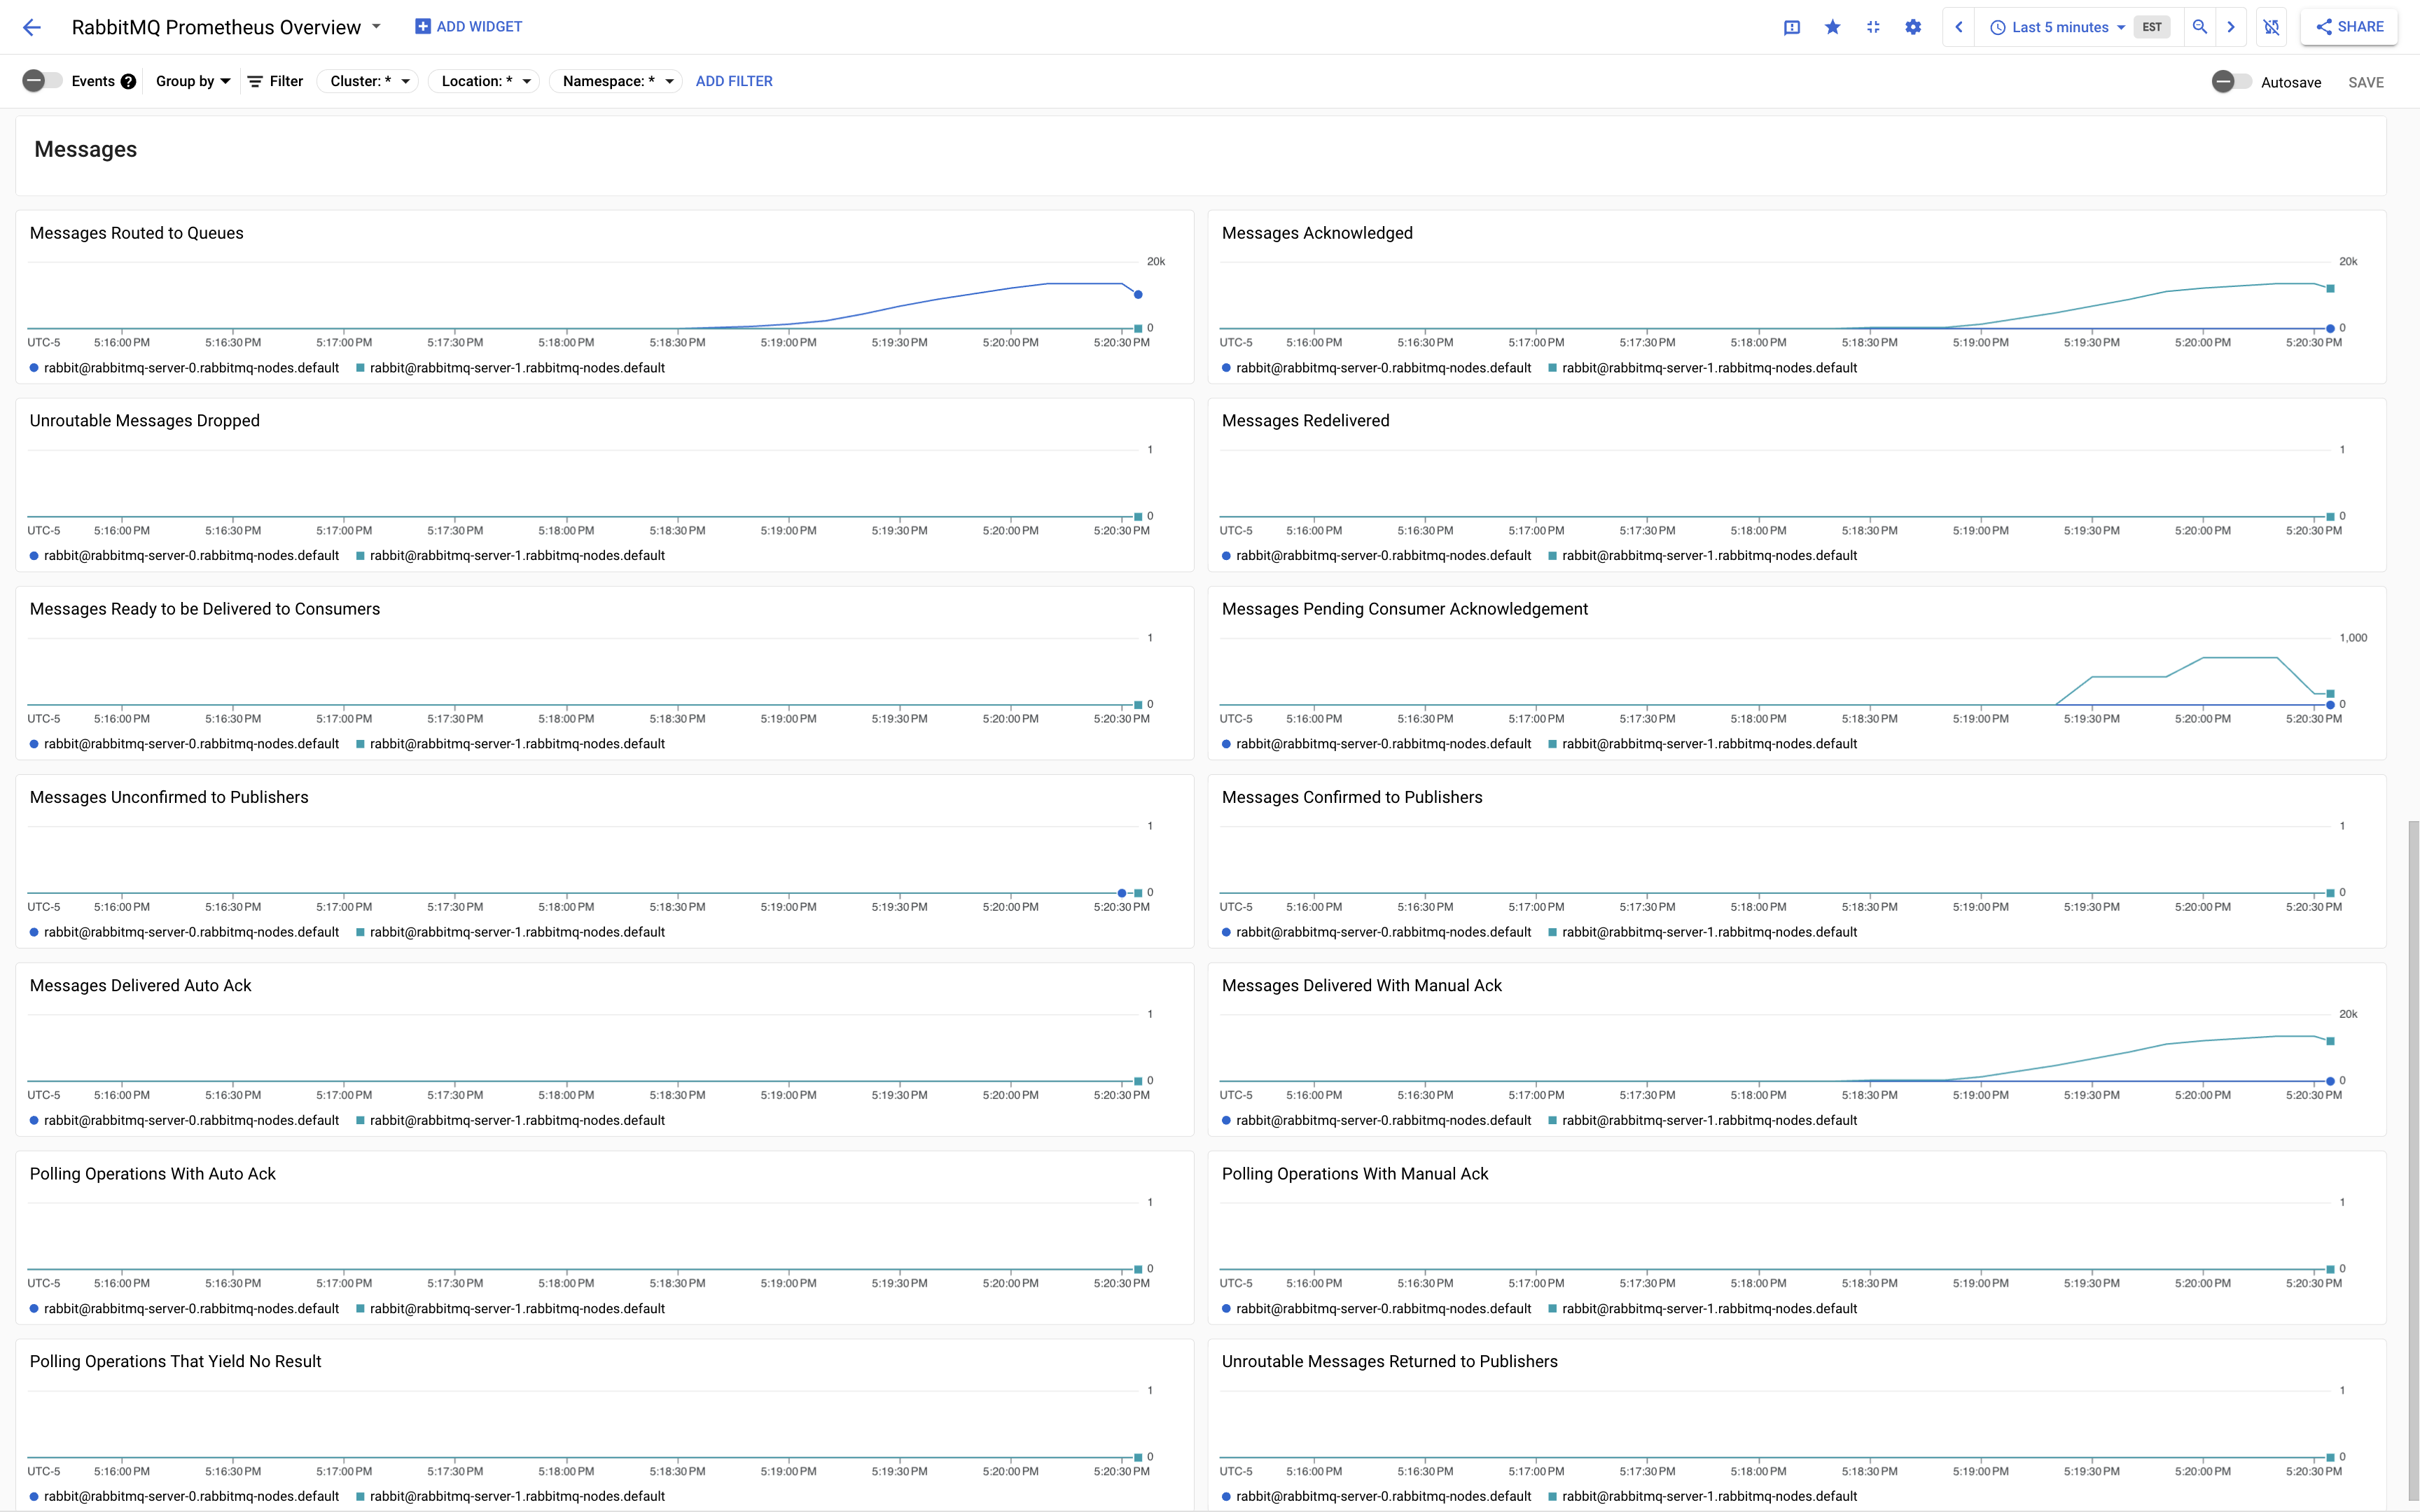 RabbitMQ Prometheus Overview ADD WIDGET Last 5 minutes EST SHARE
Events ? Group by Filter Cluster: * Location: * Namespace: * ADD FILTER Autosave SAVE
Messages
Messages Routed to Queues
20k
0
UTC-5 5:16:00 PM 5:16:30 PM 5:17:00 PM 5:17:30 PM 5:18:00 PM 5:18:30 PM 5:19:00 PM 5:19:30 PM 5:20:00 PM 5:20:30 PM
rabbit@rabbitmq-server-0.rabbitmq-nodes.default rabbit@rabbitmq-server-1.rabbitmq-nodes.default
Messages Acknowledged
20k
0
UTC-5 5:16:00 PM 5:16:30 PM 5:17:00 PM 5:17:30 PM 5:18:00 PM 5:18:30 PM 5:19:00 PM 5:19:30 PM 5:20:00 PM 5:20:30 PM
rabbit@rabbitmq-server-0.rabbitmq-nodes.default rabbit@rabbitmq-server-1.rabbitmq-nodes.default
Unroutable Messages Dropped
1
0
UTC-5 5:16:00 PM 5:16:30 PM 5:17:00 PM 5:17:30 PM 5:18:00 PM 5:18:30 PM 5:19:00 PM 5:19:30 PM 5:20:00 PM 5:20:30 PM
rabbit@rabbitmq-server-0.rabbitmq-nodes.default rabbit@rabbitmq-server-1.rabbitmq-nodes.default
Messages Redelivered
1
0
UTC-5 5:16:00 PM 5:16:30 PM 5:17:00 PM 5:17:30 PM 5:18:00 PM 5:18:30 PM 5:19:00 PM 5:19:30 PM 5:20:00 PM 5:20:30 PM
rabbit@rabbitmq-server-0.rabbitmq-nodes.default rabbit@rabbitmq-server-1.rabbitmq-nodes.default
Messages Ready to be Delivered to Consumers
1
0
UTC-5 5:16:00 PM 5:16:30 PM 5:17:00 PM 5:17:30 PM 5:18:00 PM 5:18:30 PM 5:19:00 PM 5:19:30 PM 5:20:00 PM 5:20:30 PM
rabbit@rabbitmq-server-0.rabbitmq-nodes.default rabbit@rabbitmq-server-1.rabbitmq-nodes.default
Messages Pending Consumer Acknowledgement
1,000
0
UTC-5 5:16:00 PM 5:16:30 PM 5:17:00 PM 5:17:30 PM 5:18:00 PM 5:18:30 PM 5:19:00 PM 5:19:30 PM 5:20:00 PM 5:20:30 PM
rabbit@rabbitmq-server-0.rabbitmq-nodes.default rabbit@rabbitmq-server-1.rabbitmq-nodes.default
Messages Unconfirmed to Publishers
1
0
UTC-5 5:16:00 PM 5:16:30 PM 5:17:00 PM 5:17:30 PM 5:18:00 PM 5:18:30 PM 5:19:00 PM 5:19:30 PM 5:20:00 PM 5:20:30 PM
rabbit@rabbitmq-server-0.rabbitmq-nodes.default rabbit@rabbitmq-server-1.rabbitmq-nodes.default
Messages Confirmed to Publishers
1
0
UTC-5 5:16:00 PM 5:16:30 PM 5:17:00 PM 5:17:30 PM 5:18:00 PM 5:18:30 PM 5:19:00 PM 5:19:30 PM 5:20:00 PM 5:20:30 PM
rabbit@rabbitmq-server-0.rabbitmq-nodes.default rabbit@rabbitmq-server-1.rabbitmq-nodes.default
Messages Delivered Auto Ack
1
0
UTC-5 5:16:00 PM 5:16:30 PM 5:17:00 PM 5:17:30 PM 5:18:00 PM 5:18:30 PM 5:19:00 PM 5:19:30 PM 5:20:00 PM 5:20:30 PM
rabbit@rabbitmq-server-0.rabbitmq-nodes.default rabbit@rabbitmq-server-1.rabbitmq-nodes.default
Messages Delivered With Manual Ack
20k
0
UTC-5 5:16:00 PM 5:16:30 PM 5:17:00 PM 5:17:30 PM 5:18:00 PM 5:18:30 PM 5:19:00 PM 5:19:30 PM 5:20:00 PM 5:20:30 PM
rabbit@rabbitmq-server-0.rabbitmq-nodes.default rabbit@rabbitmq-server-1.rabbitmq-nodes.default
Polling Operations With Auto Ack
1
0
UTC-5 5:16:00 PM 5:16:30 PM 5:17:00 PM 5:17:30 PM 5:18:00 PM 5:18:30 PM 5:19:00 PM 5:19:30 PM 5:20:00 PM 5:20:30 PM
rabbit@rabbitmq-server-0.rabbitmq-nodes.default rabbit@rabbitmq-server-1.rabbitmq-nodes.default
Polling Operations With Manual Ack
1
0
UTC-5 5:16:00 PM 5:16:30 PM 5:17:00 PM 5:17:30 PM 5:18:00 PM 5:18:30 PM 5:19:00 PM 5:19:30 PM 5:20:00 PM 5:20:30 PM
rabbit@rabbitmq-server-0.rabbitmq-nodes.default rabbit@rabbitmq-server-1.rabbitmq-nodes.default
Polling Operations That Yield No Result
1
0
UTC-5 5:16:00 PM 5:16:30 PM 5:17:00 PM 5:17:30 PM 5:18:00 PM 5:18:30 PM 5:19:00 PM 5:19:30 PM 5:20:00 PM 5:20:30 PM
rabbit@rabbitmq-server-0.rabbitmq-nodes.default rabbit@rabbitmq-server-1.rabbitmq-nodes.default
Unroutable Messages Returned to Publishers
1
0
UTC-5 5:16:00 PM 5:16:30 PM 5:17:00 PM 5:17:30 PM 5:18:00 PM 5:18:30 PM 5:19:00 PM 5:19:30 PM 5:20:00 PM 5:20:30 PM
rabbit@rabbitmq-server-0.rabbitmq-nodes.default rabbit@rabbitmq-server-1.rabbitmq-nodes.default